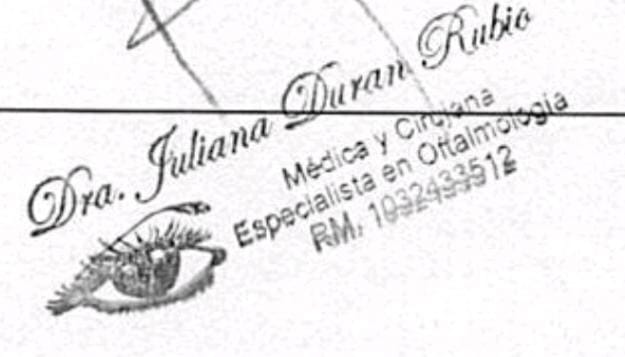 Dra. Juliana Duran Rubio
Médica y Cirujana
Especialista en Oftalmología
RM. 1032433512